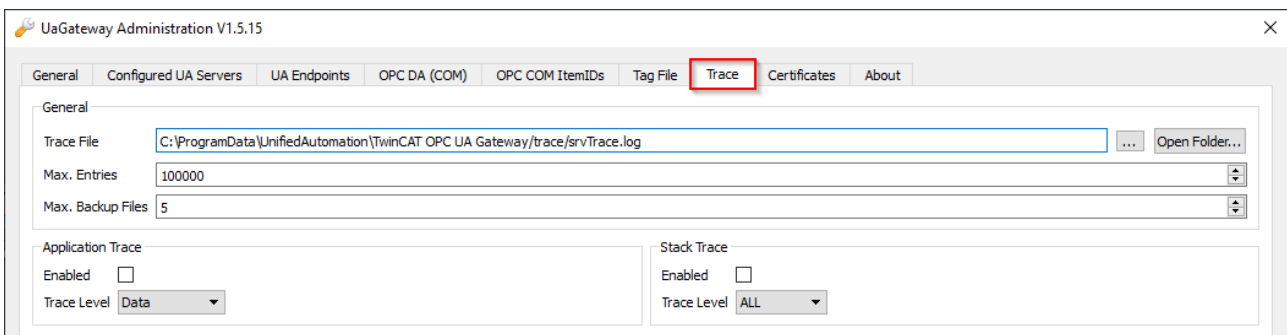 UaGateway Administration V1.5.15
General Configured UA Servers UA Endpoints OPC DA (COM) OPC COM ItemIDs Tag File Trace Certificates About
General
Trace File C:\ProgramData\UnifiedAutomation\TwinCAT OPC UA Gateway/trace/srvTrace.log ... Open Folder...
Max. Entries 100000
Max. Backup Files 5
Application Trace Stack Trace
Enabled Enabled
Trace Level Data Trace Level ALL